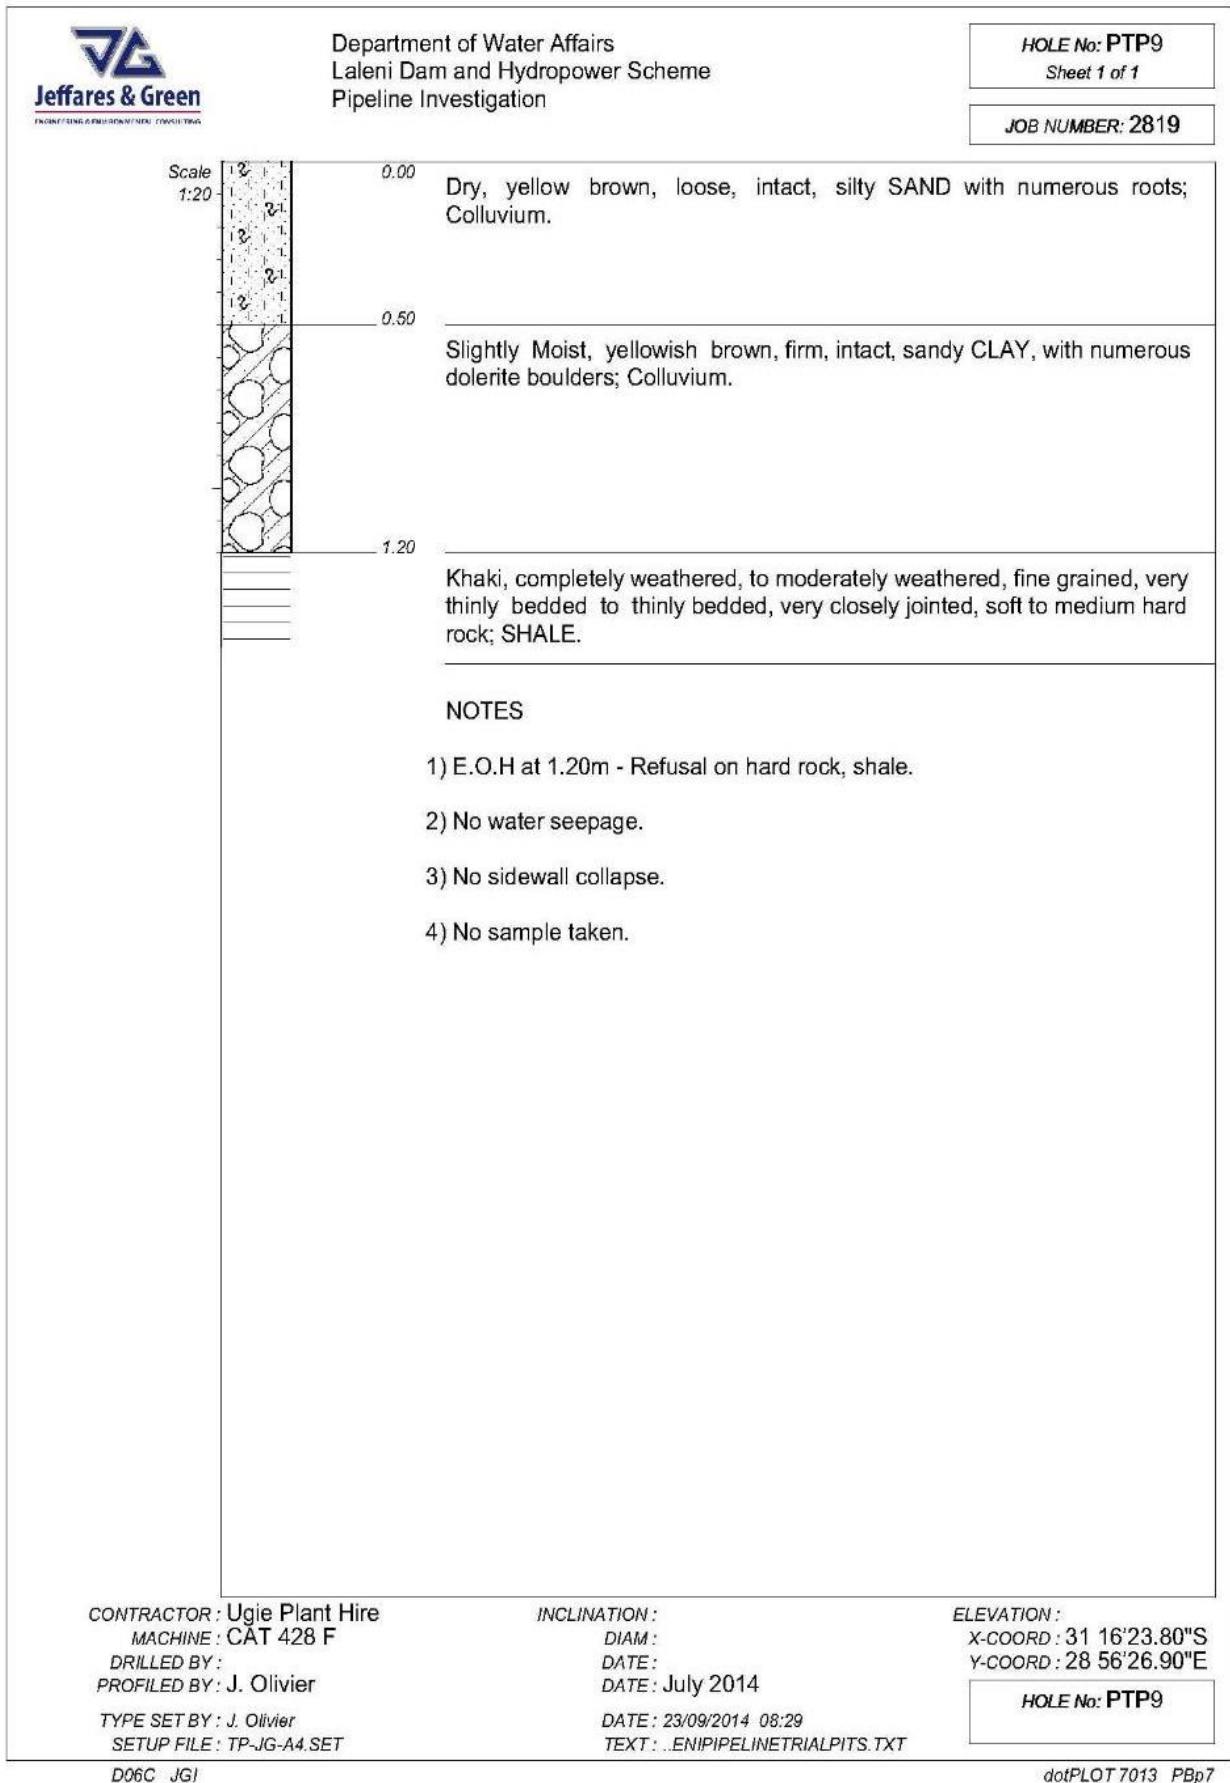 Jeffares & Green
ENGINEERING & ENVIRONMENTAL CONSULTING
Department of Water Affairs
Laleni Dam and Hydropower Scheme
Pipeline Investigation
HOLE No: PTP9
Sheet 1 of 1
JOB NUMBER: 2819
Scale
1:20
0.00
Dry, yellow brown, loose, intact, silty SAND with numerous roots;
Colluvium.
0.50
Slightly Moist, yellowish brown, firm, intact, sandy CLAY, with numerous
dolerite boulders; Colluvium.
1.20
Khaki, completely weathered, to moderately weathered, fine grained, very
thinly bedded to thinly bedded, very closely jointed, soft to medium hard
rock; SHALE.
NOTES
1) E.O.H at 1.20m - Refusal on hard rock, shale.
2) No water seepage.
3) No sidewall collapse.
4) No sample taken.
CONTRACTOR : Ugie Plant Hire
MACHINE : CAT 428 F
DRILLED BY :
PROFILED BY : J. Olivier
TYPE SET BY : J. Olivier
SETUP FILE : TP-JG-A4.SET
INCLINATION :
DIAM :
DATE :
DATE : July 2014
DATE : 23/09/2014 08:29
TEXT : ..ENIPIPELINETRIALPITS.TXT
ELEVATION :
X-COORD : 31 16'23.80"S
Y-COORD : 28 56'26.90"E
HOLE No: PTP9
D06C JGI
dotPLOT 7013 PBp7